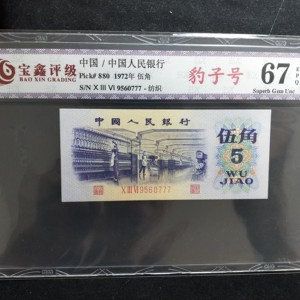 宝鑫评级
BAO XIN GRADING
中国/中国人民银行
Pick# 880 1972年 伍角
S/N X III VI 9560777 - 纺织
豹子号
67
E
P
Q
Superb Gem Unc
中国人民银行
伍角
5
WU
JIAO
X III VI 9560777